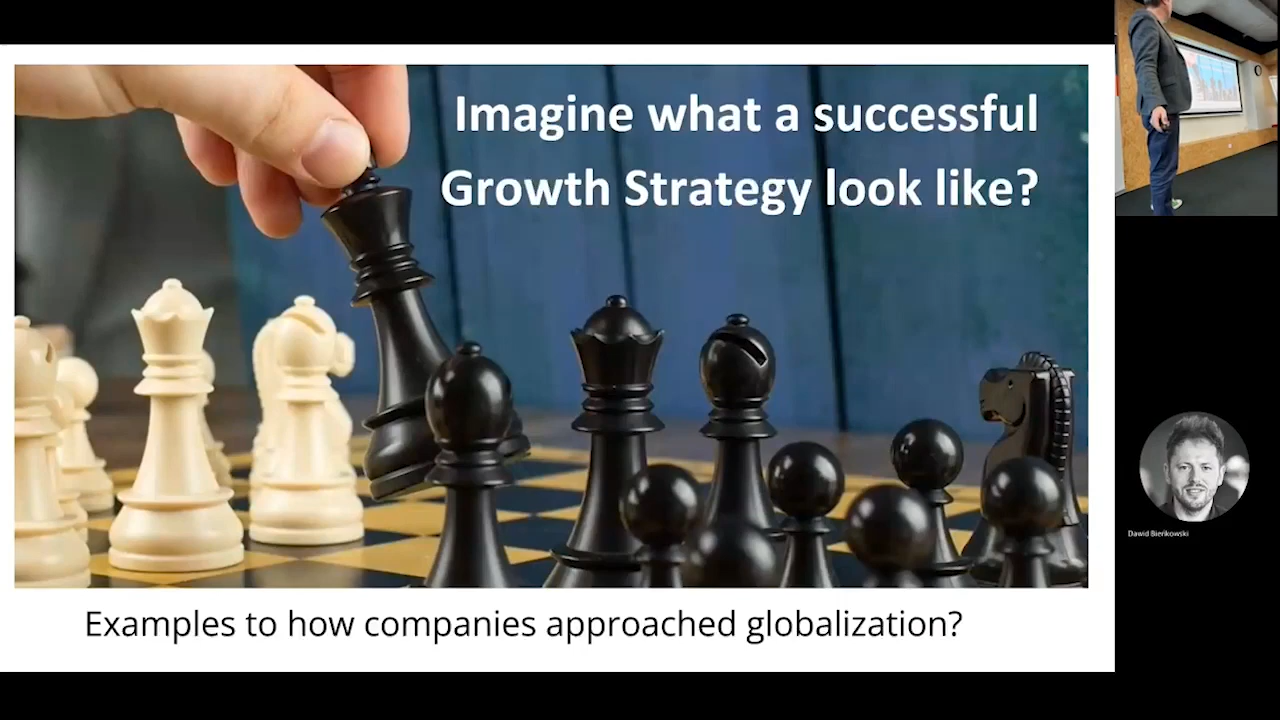 Imagine what a successful
Growth Strategy look like?
Examples to how companies approached globalization?
Dawid Bieńkowski